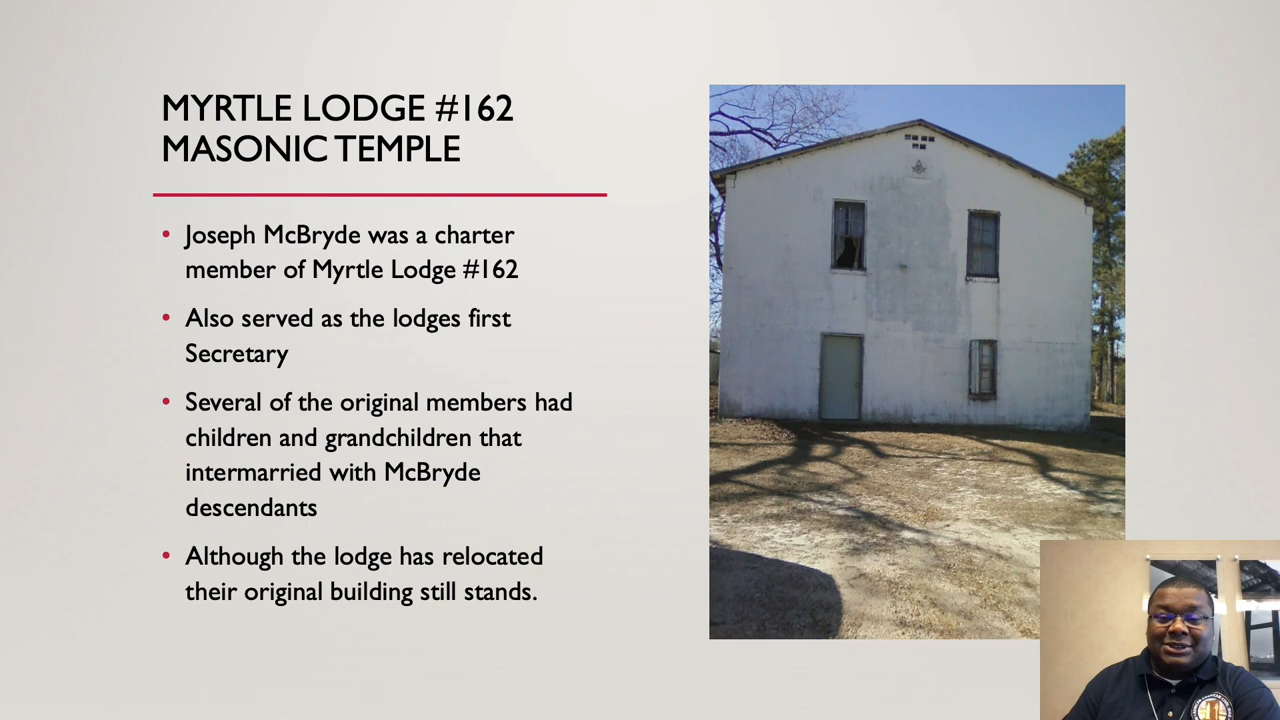 MYRTLE LODGE #162
MASONIC TEMPLE
• Joseph McBryde was a charter
member of Myrtle Lodge #162
• Also served as the lodges first
Secretary
• Several of the original members had
children and grandchildren that
intermarried with McBryde
descendants
• Although the lodge has relocated
their original building still stands.